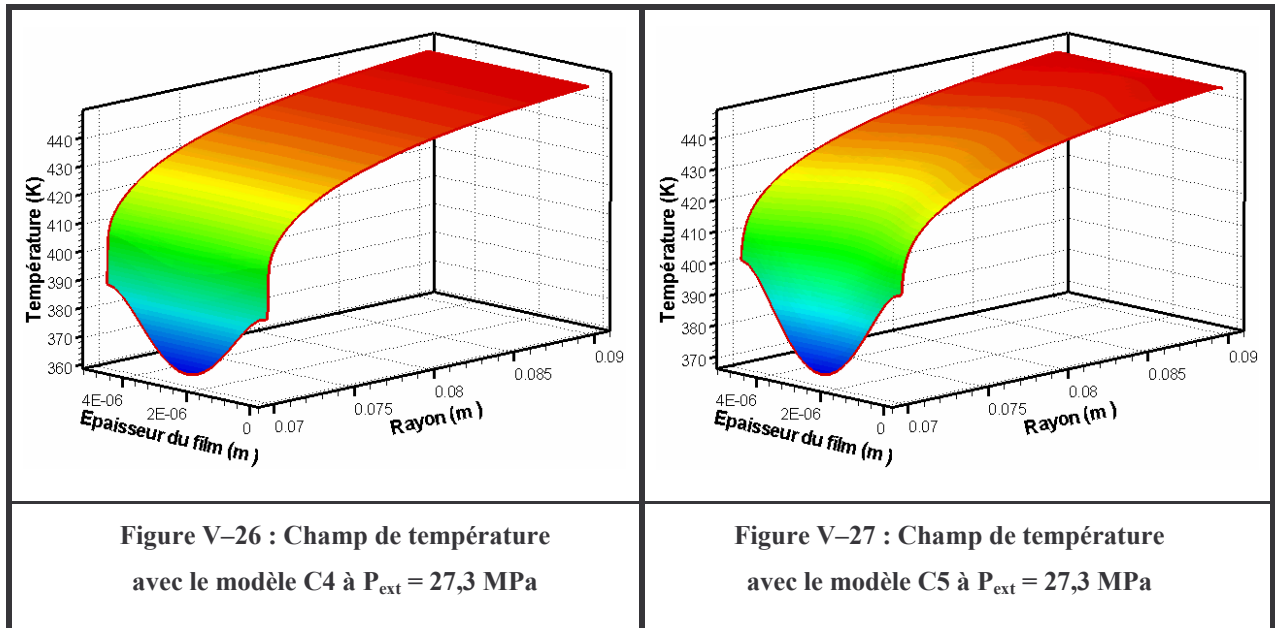 440
430
420
410
400
390
380
370
360
Température (K)
4E-06
2E-06
0
Epaisseur du film (m )
0.07
0.075
0.08
0.085
0.09
Rayon (m )
Figure V–26 : Champ de température
avec le modèle C4 à Pext = 27,3 MPa
440
430
420
410
400
390
380
370
Température (K)
4E-06
2E-06
0
Epaisseur du film (m )
0.07
0.075
0.08
0.085
0.09
Rayon (m )
Figure V–27 : Champ de température
avec le modèle C5 à Pext = 27,3 MPa